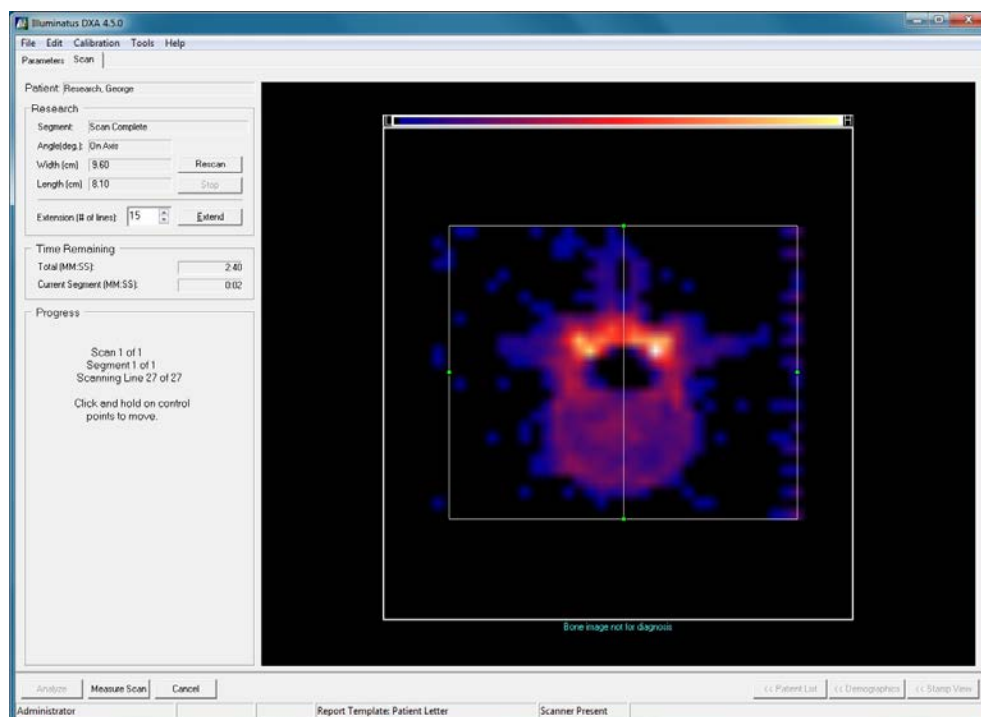 Illuminatus DXA 4.5.0
File Edit Calibration Tools Help
Parameters Scan
Patient: Research, George
Research
Segment: Scan Complete
Angle(deg.): On Axis
Width (cm) 9.60 Rescan
Length (cm) 8.10 Stop
Extension (# of lines): 15 Extend
Time Remaining
Total (MM:SS): 2:40
Current Segment (MM:SS): 0:02
Progress
Scan 1 of 1
Segment 1 of 1
Scanning Line 27 of 27
Click and hold on control
points to move.
L H
Bone image not for diagnosis
Analyze Measure Scan Cancel << Patient List << Demographics << Stamp View
Administrator Report Template: Patient Letter Scanner Present